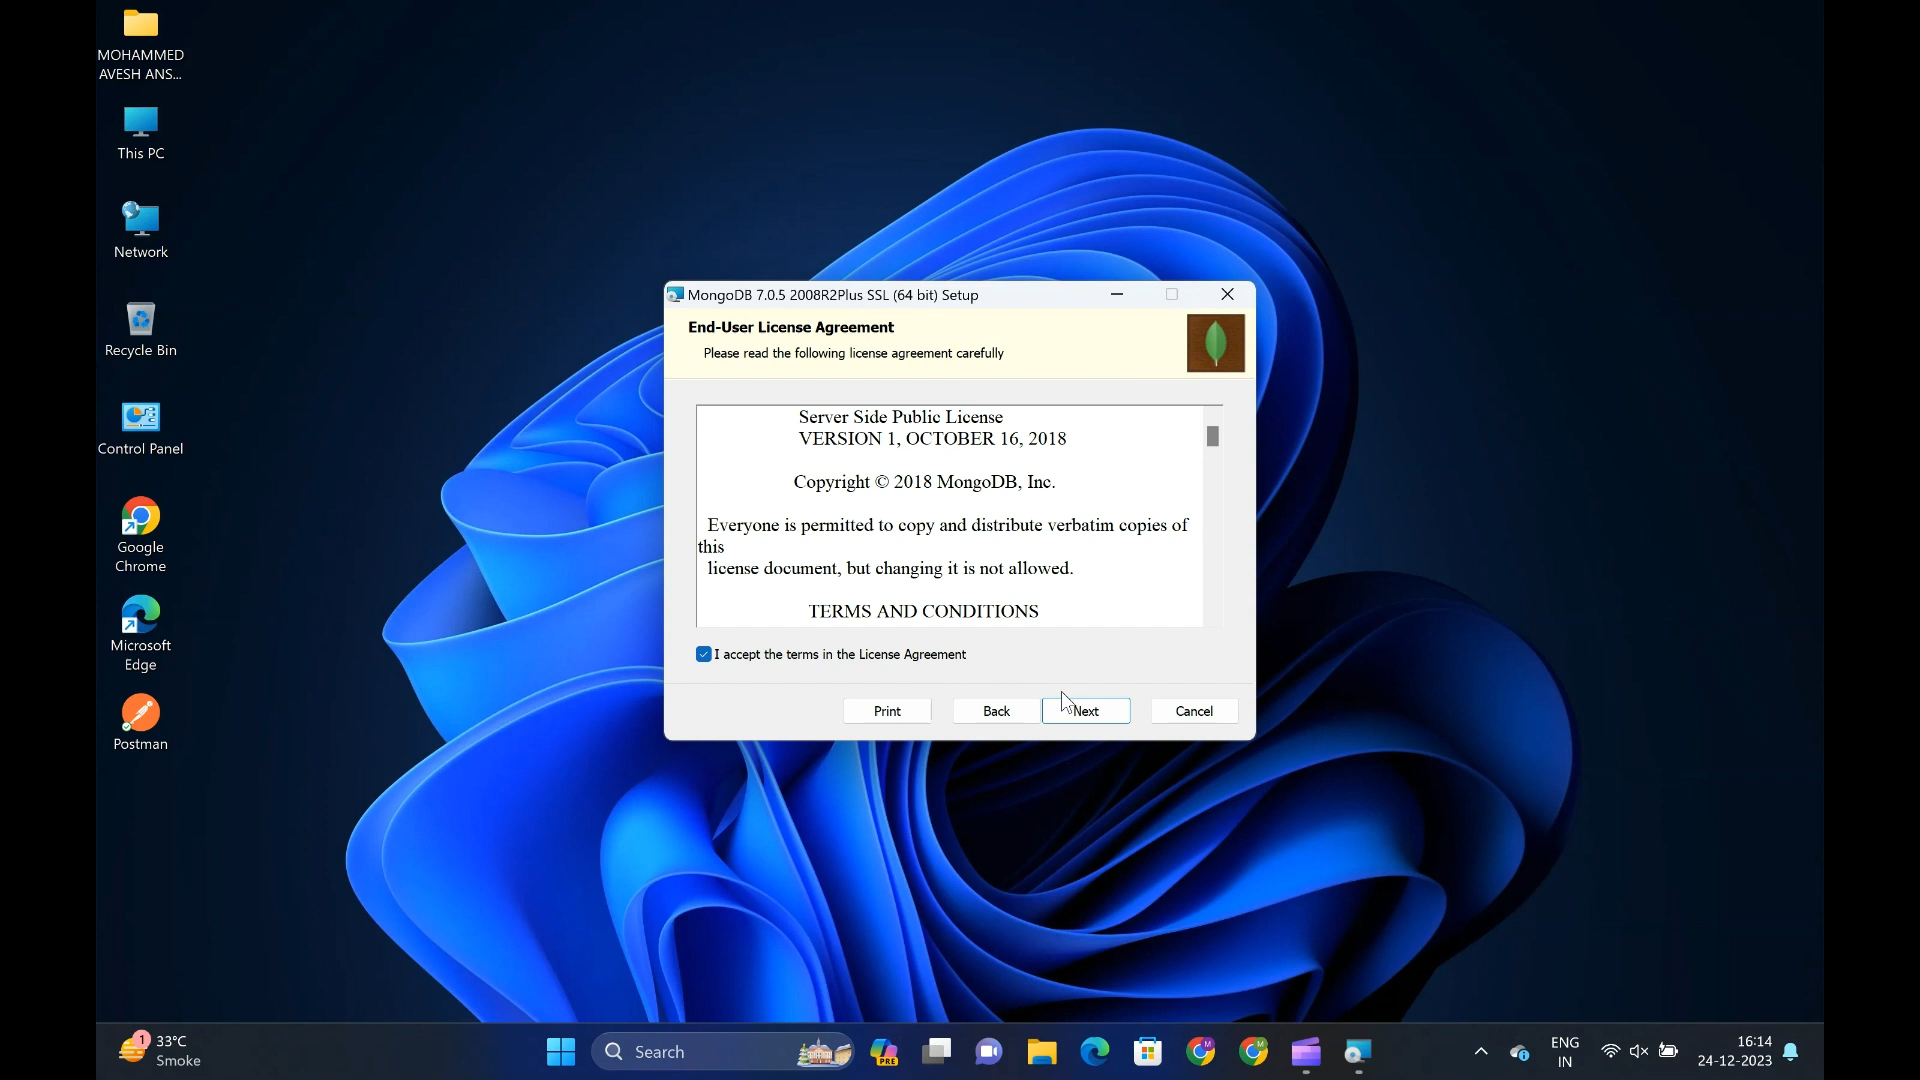 MOHAMMED
AVESH ANS...
This PC
Network
Recycle Bin
Control Panel
Google
Chrome
Microsoft
Edge
Postman
MongoDB 7.0.5 2008R2Plus SSL (64 bit) Setup
End-User License Agreement
Please read the following license agreement carefully
Server Side Public License
VERSION 1, OCTOBER 16, 2018
Copyright © 2018 MongoDB, Inc.
Everyone is permitted to copy and distribute verbatim copies of
this
license document, but changing it is not allowed.
TERMS AND CONDITIONS
I accept the terms in the License Agreement
Print
Back
Next
Cancel
1
33°C
Smoke
Search
PRE
M
M
ENG
IN
16:14
24-12-2023